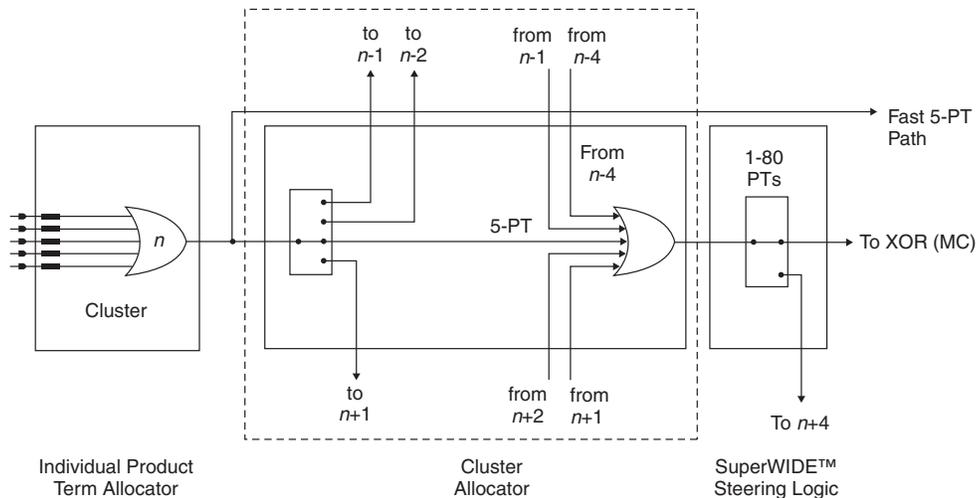 to
n-1
to
n-2
from
n-1
from
n-4
Fast 5-PT
Path
From
n-4
1-80
PTs
n
5-PT
To XOR (MC)
Cluster
to
n+1
from
n+2
from
n+1
To n+4
Individual Product
Term Allocator
Cluster
Allocator
SuperWIDE™
Steering Logic